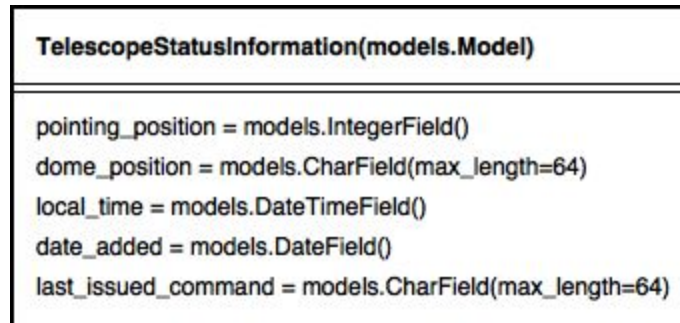 TelescopeStatusInformation(models.Model)
pointing_position = models.IntegerField()
dome_position = models.CharField(max_length=64)
local_time = models.DateTimeField()
date_added = models.DateField()
last_issued_command = models.CharField(max_length=64)